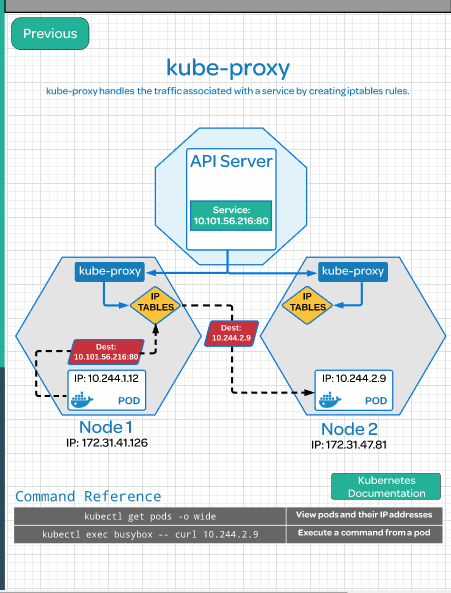 Previous
kube-proxy
kube-proxy handles the traffic associated with a service by creating iptables rules.
API Server
Service:
10.101.56.216:80
kube-proxy
kube-proxy
IP
TABLES
IP
TABLES
Dest:
10.244.2.9
Dest:
10.101.56.216:80
IP: 10.244.1.12
POD
IP: 10.244.2.9
POD
Node 1
IP: 172.31.41.126
Node 2
IP: 172.31.47.81
Kubernetes
Documentation
Command Reference
kubectl get pods -o wide
View pods and their IP addresses
kubectl exec busybox -- curl 10.244.2.9
Execute a command from a pod